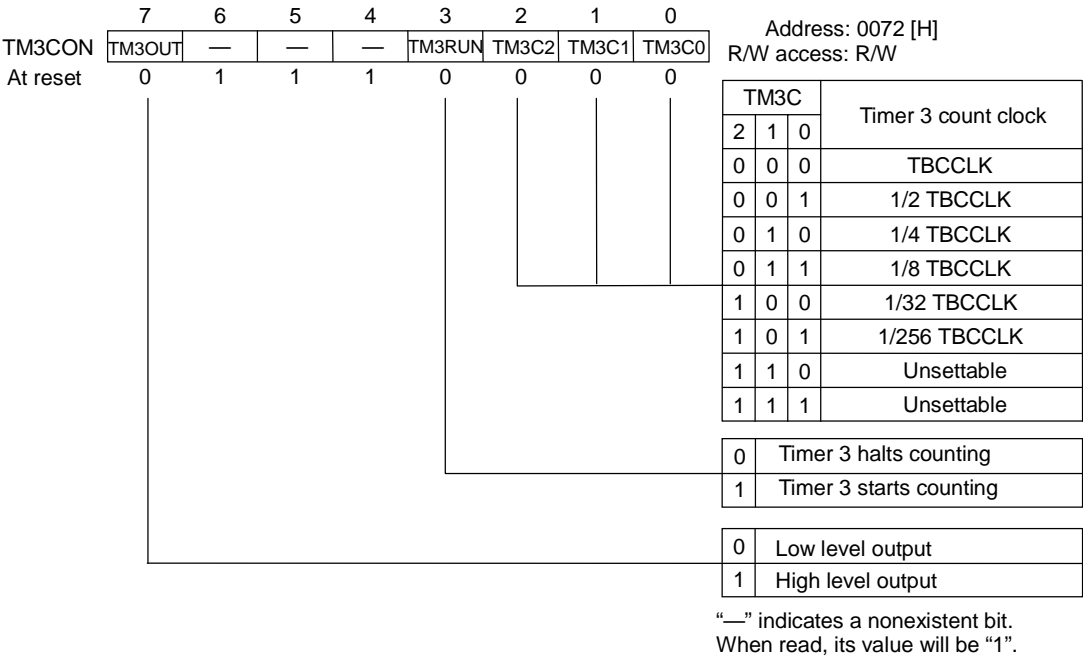 7 6 5 4 3 2 1 0
Address: 0072 [H]
TM3CON TM3OUT — — — TM3RUN TM3C2 TM3C1 TM3C0
R/W access: R/W
At reset 0 1 1 1 0 0 0 0
TM3C Timer 3 count clock
2 1 0
0 0 0 TBCCLK
0 0 1 1/2 TBCCLK
0 1 0 1/4 TBCCLK
0 1 1 1/8 TBCCLK
1 0 0 1/32 TBCCLK
1 0 1 1/256 TBCCLK
1 1 0 Unsettable
1 1 1 Unsettable
0 Timer 3 halts counting
1 Timer 3 starts counting
0 Low level output
1 High level output
“—” indicates a nonexistent bit.
When read, its value will be “1”.